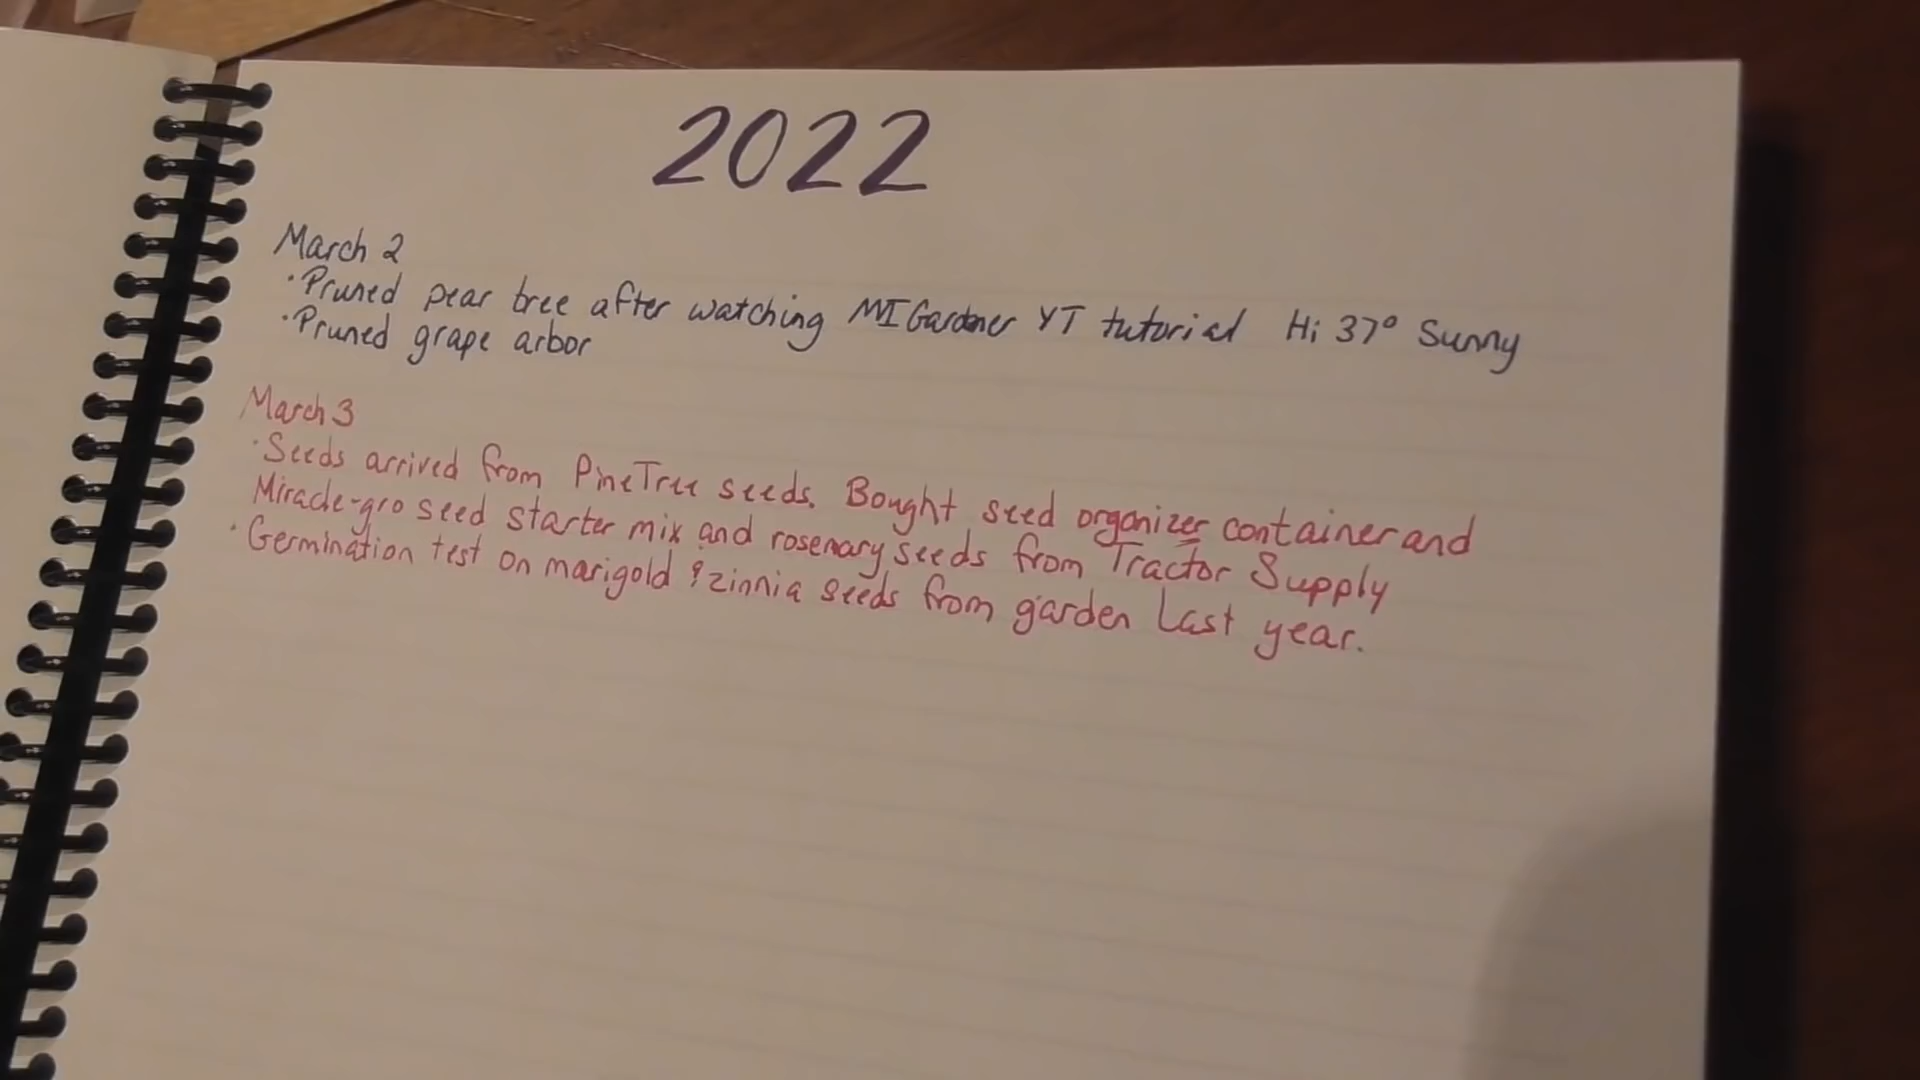 2022
March 2
·Pruned pear tree after watching MIGardner YT tutorial Hi 37° Sunny
·Pruned grape arbor
March 3
·Seeds arrived from PineTree seeds. Bought seed organizer container and
Miracle-gro seed starter mix and rosemary seeds from Tractor Supply
·Germination test on marigold & zinnia seeds from garden last year.